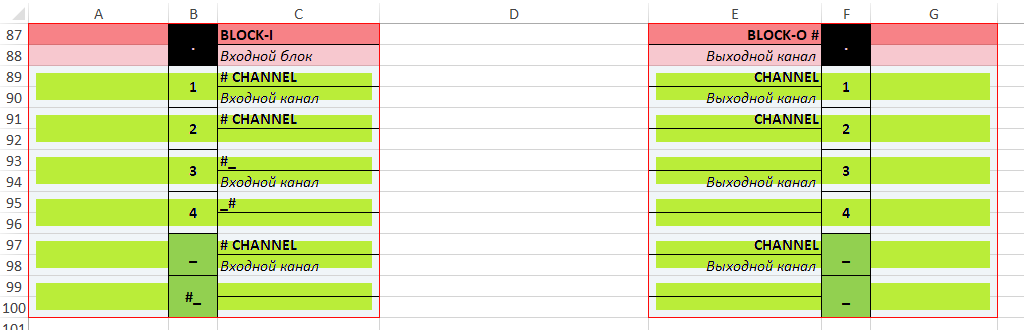 A B C D E F G
87 . BLOCK-I BLOCK-O # .
88 Входной блок Выходной канал
89 # CHANNEL CHANNEL
1 1
90 Входной канал Выходной канал
91 # CHANNEL CHANNEL
2 2
92
93 #_
3 3
94 Входной канал Выходной канал
95 _#
4 4
96
97 # CHANNEL CHANNEL
_ _
98 Входной канал Выходной канал
99
#_ _
100
101